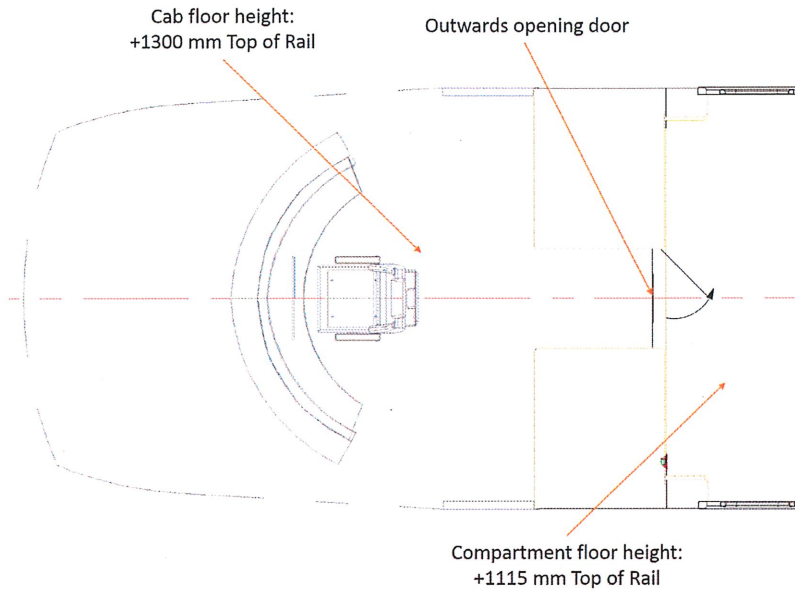 Cab floor height:
+1300 mm Top of Rail
Outwards opening door
Compartment floor height:
+1115 mm Top of Rail